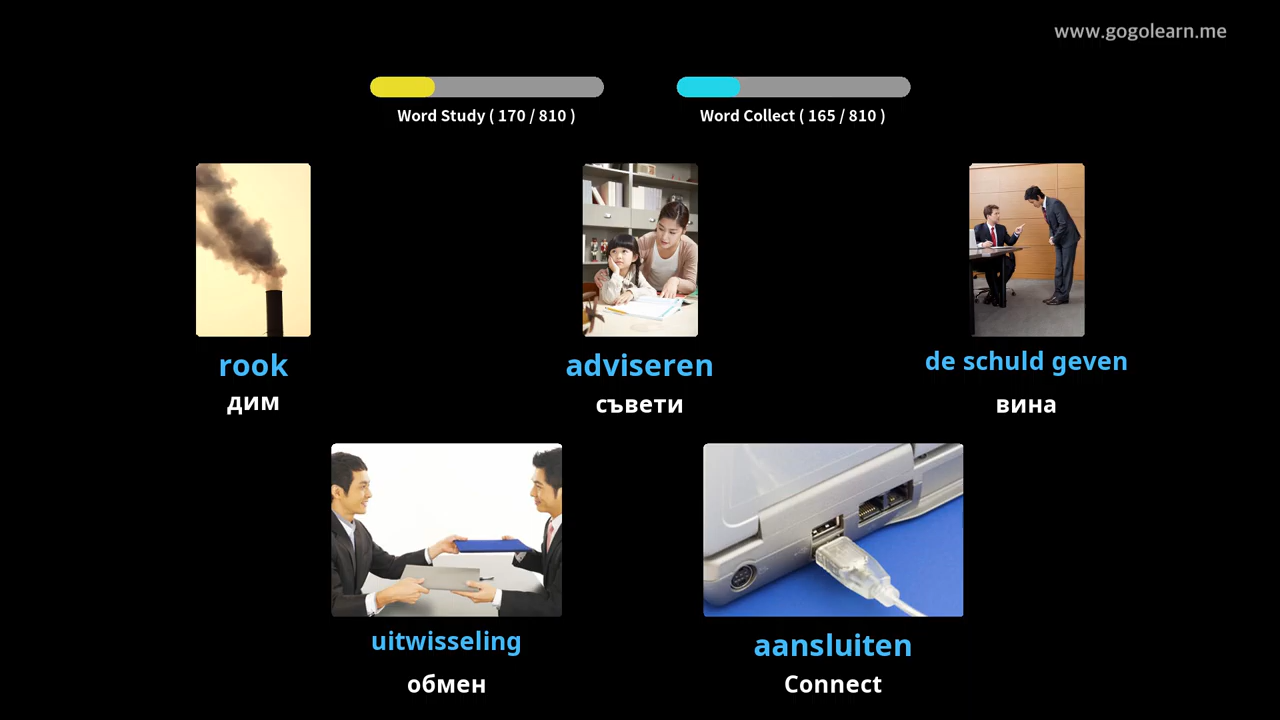 www.gogolearn.me
Word Study ( 170 / 810 )
Word Collect ( 165 / 810 )
rook
adviseren
de schuld geven
дим
съвети
вина
uitwisseling
aansluiten
обмен
Connect